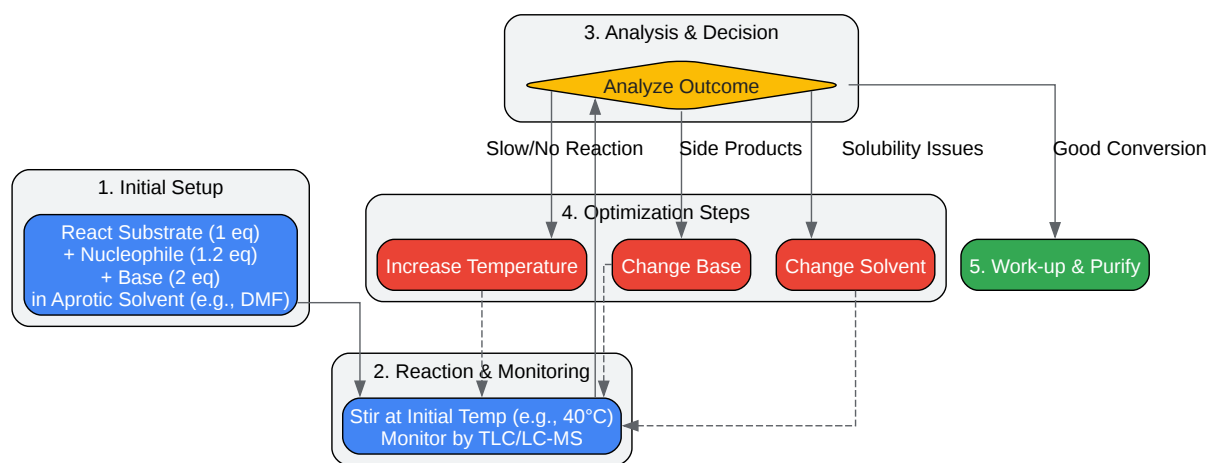 3. Analysis & Decision
Analyze Outcome
Slow/No Reaction
Side Products
Solubility Issues
Good Conversion
1. Initial Setup
React Substrate (1 eq)
+ Nucleophile (1.2 eq)
+ Base (2 eq)
in Aprotic Solvent (e.g., DMF)
4. Optimization Steps
Increase Temperature
Change Base
Change Solvent
5. Work-up & Purify
2. Reaction & Monitoring
Stir at Initial Temp (e.g., 40°C)
Monitor by TLC/LC-MS